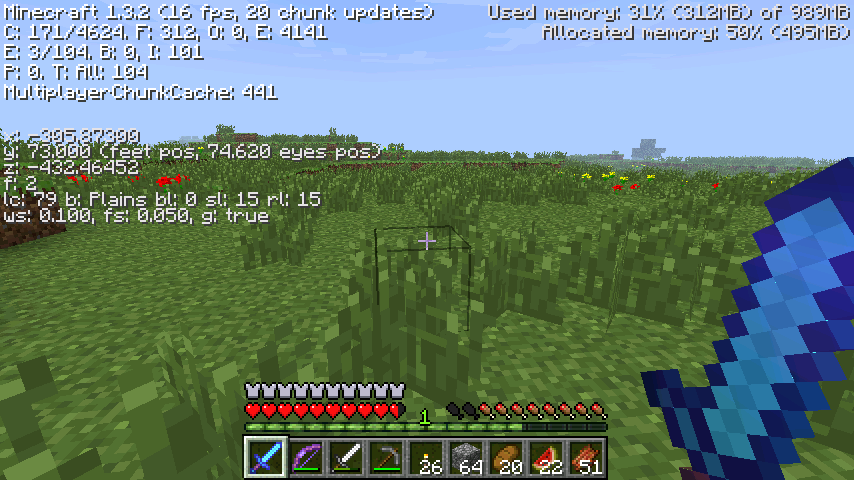 Minecraft 1.3.2 (16 fps, 20 chunk updates)
C: 171/4624, F: 312, O: 0, E: 4141
E: 3/104, B: 0, I: 101
P: 0, T: All: 104
MultiplayerChunkCache: 441
x: -395.87300
y: 73.000 (feet pos, 74.620 eyes pos)
z: -432.46452
f: 2
lc: 79 b: Plains bl: 0 sl: 15 rl: 15
ws: 0.100, fs: 0.050, g: true
Used memory: 31% (312MB) of 989MB
Allocated memory: 50% (495MB)
1
26 64 20 22 51